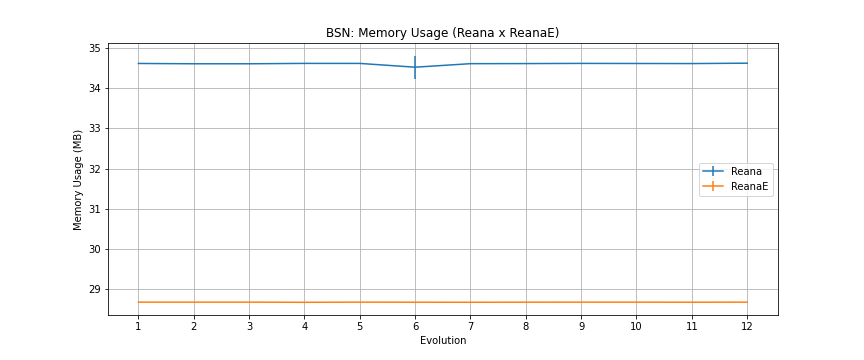 BSN: Memory Usage (Reana x ReanaE)
Memory Usage (MB)
35
34
33
32
31
30
29
Reana
ReanaE
1 2 3 4 5 6 7 8 9 10 11 12
Evolution